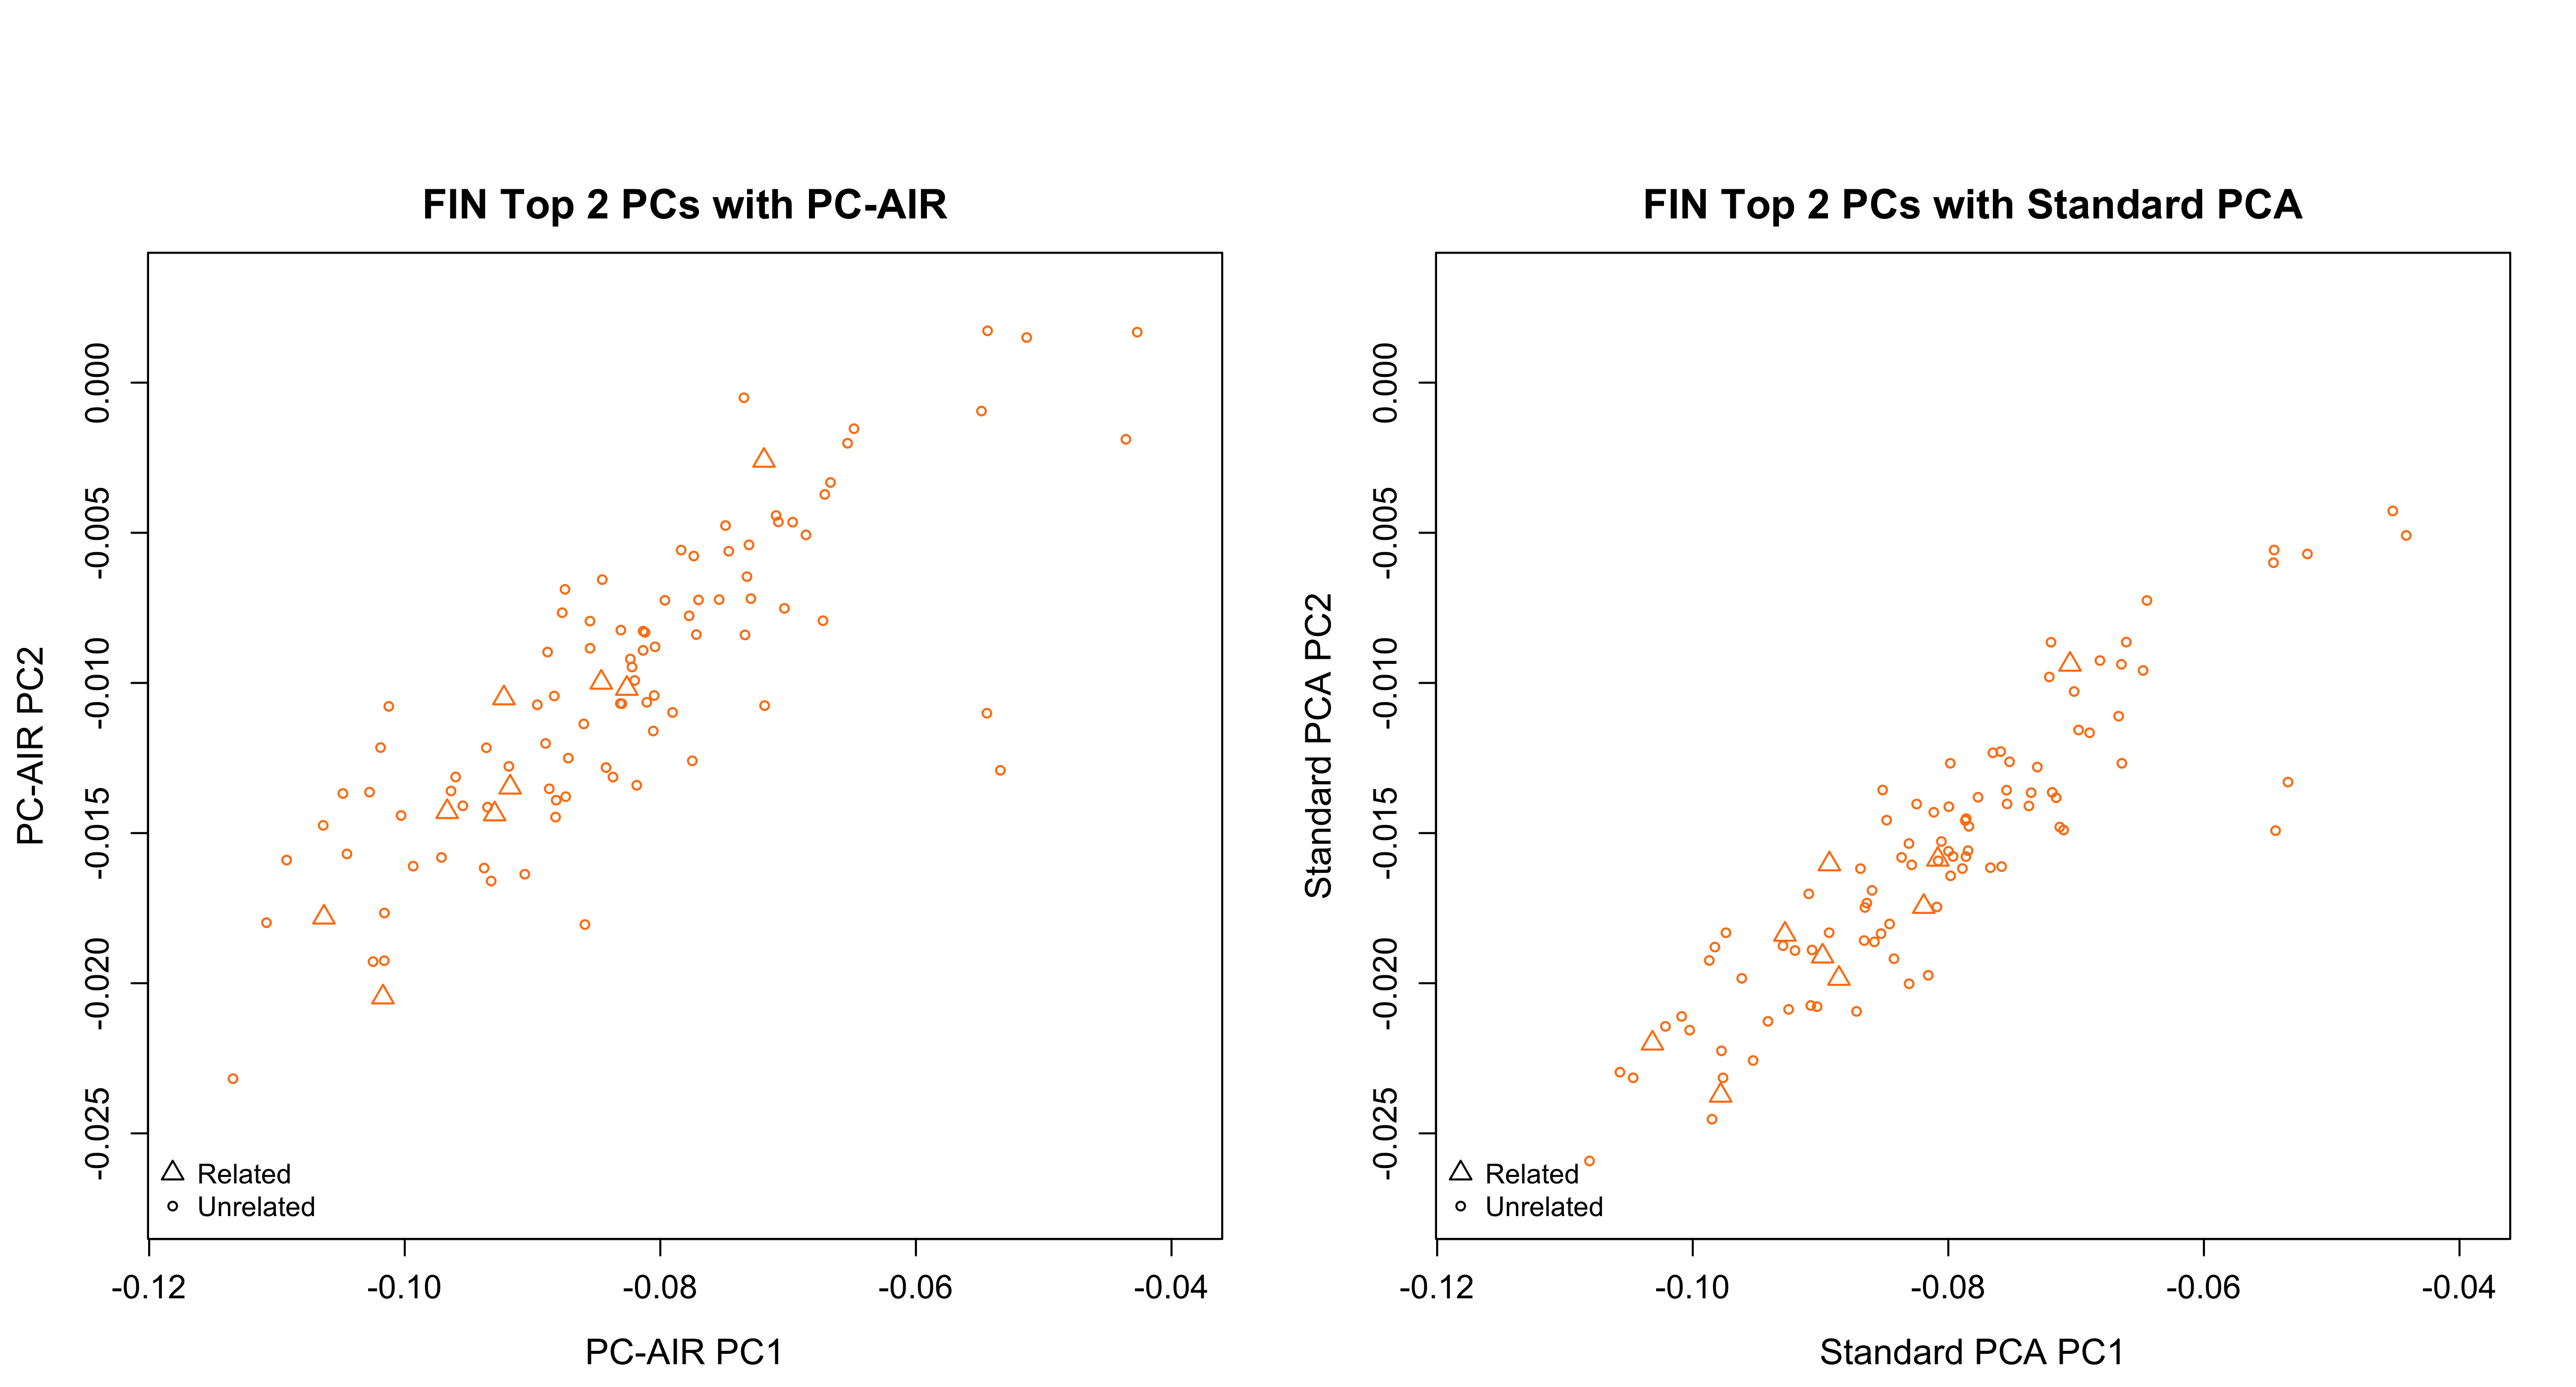 FIN Top 2 PCs with PC-AIR
PC-AIR PC2
0.000
-0.005
-0.010
-0.015
-0.020
-0.025
Related
Unrelated
-0.12 -0.10 -0.08 -0.06 -0.04
PC-AIR PC1
FIN Top 2 PCs with Standard PCA
Standard PCA PC2
0.000
-0.005
-0.010
-0.015
-0.020
-0.025
Related
Unrelated
-0.12 -0.10 -0.08 -0.06 -0.04
Standard PCA PC1